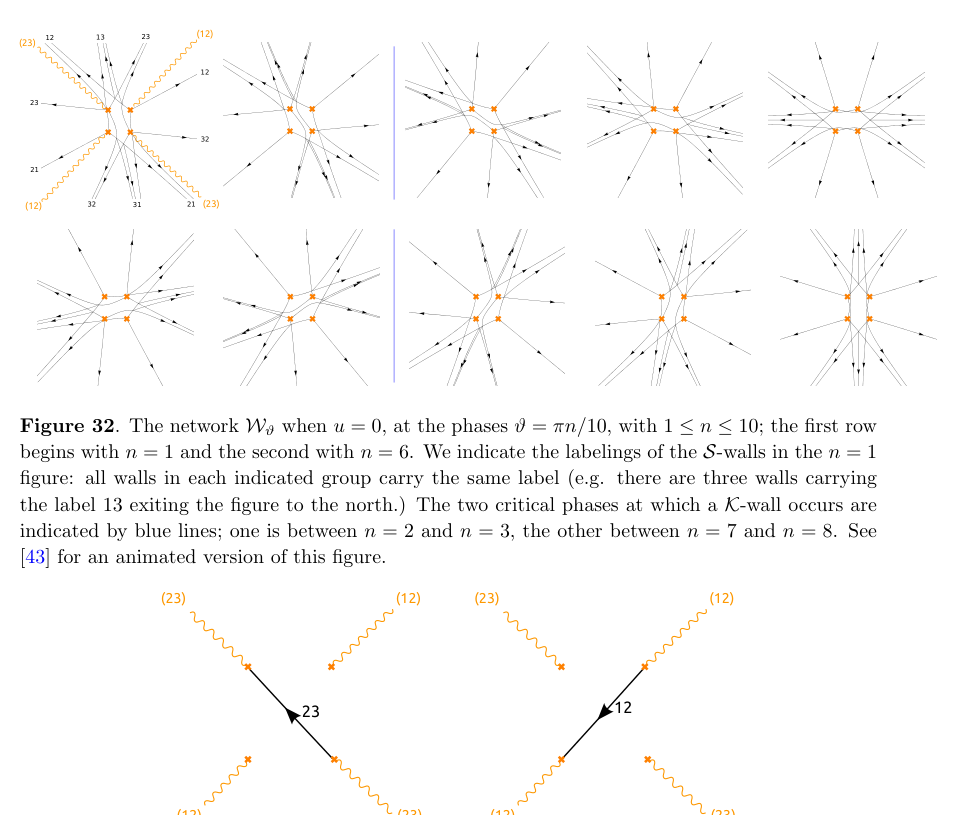 (23) 12 13 23 (12)
12
23
32
21
(12) 32 31 21 (23)
Figure 32. The network 𝒲ϑ when u = 0, at the phases ϑ = πn/10, with 1 ≤ n ≤ 10; the first row
begins with n = 1 and the second with n = 6. We indicate the labelings of the 𝒮-walls in the n = 1
figure: all walls in each indicated group carry the same label (e.g. there are three walls carrying
the label 13 exiting the figure to the north.) The two critical phases at which a 𝒦-wall occurs are
indicated by blue lines; one is between n = 2 and n = 3, the other between n = 7 and n = 8. See
[43] for an animated version of this figure.
(23) (12) (23) (12)
23 12
(12) (23) (12) (23)